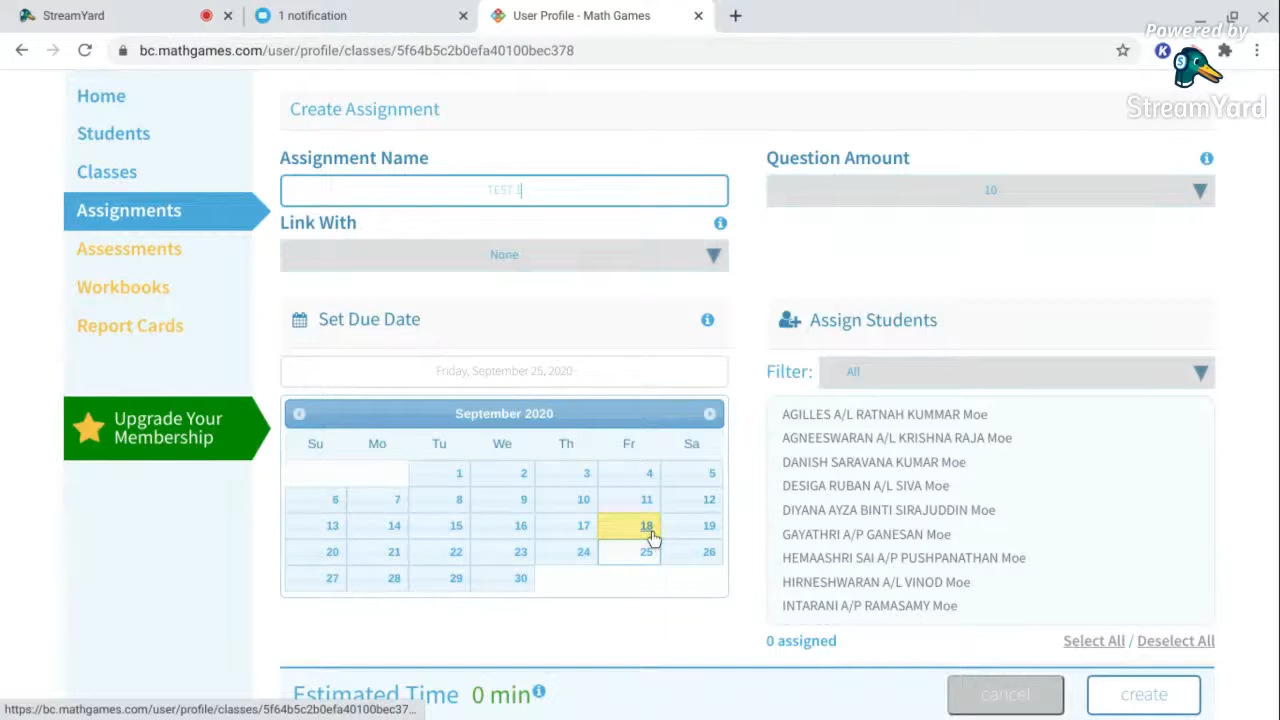 StreamYard
1 notification
User Profile - Math Games
bc.mathgames.com/user/profile/classes/5f64b5c2b0efa40100bec378
Powered by
StreamYard
Home
Students
Classes
Assignments
Assessments
Workbooks
Report Cards
Upgrade Your
Membership
Create Assignment
Assignment Name
TEST 1
Link With
None
Question Amount
10
Set Due Date
Friday, September 25, 2020
September 2020
Su Mo Tu We Th Fr Sa
1 2 3 4 5
6 7 8 9 10 11 12
13 14 15 16 17 18 19
20 21 22 23 24 25 26
27 28 29 30
Assign Students
Filter: All
AGILLES A/L RATNAH KUMMAR Moe
AGNEESWARAN A/L KRISHNA RAJA Moe
DANISH SARAVANA KUMAR Moe
DESIGA RUBAN A/L SIVA Moe
DIYANA AYZA BINTI SIRAJUDDIN Moe
GAYATHRI A/P GANESAN Moe
HEMAASHRI SAI A/P PUSHPANATHAN Moe
HIRNESHWARAN A/L VINOD Moe
INTARANI A/P RAMASAMY Moe
0 assigned
Select All / Deselect All
Estimated Time 0 min
cancel
create
https://bc.mathgames.com/user/profile/classes/5f64b5c2b0efa40100bec37...